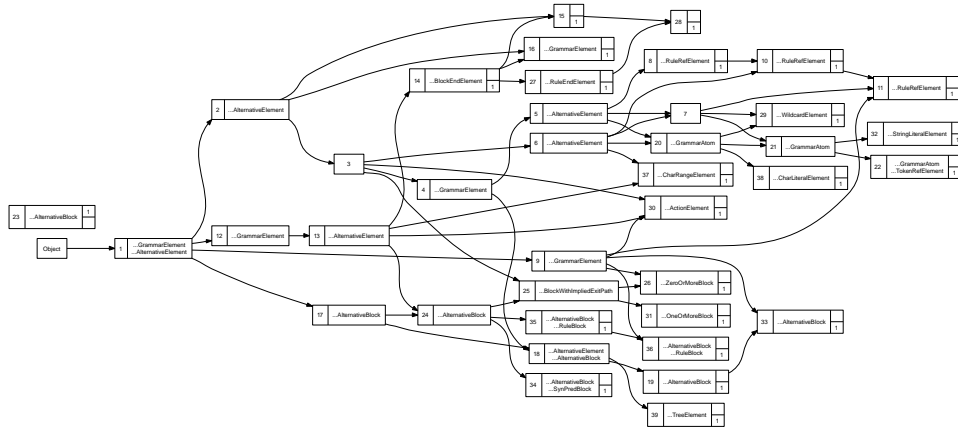 15
1
28
1
16 ...GrammarElement
1
8 ...RuleRefElement
1
10 ...RuleRefElement
1
14 ...BlockEndElement
1
27 ...RuleEndElement
1
11 ...RuleRefElement
1
2 ...AlternativeElement
5 ...AlternativeElement
7
29 ...WildcardElement
1
32 ...StringLiteralElement
1
6 ...AlternativeElement
20 ...GrammarAtom
21 ...GrammarAtom
3
22 ...GrammarAtom
...TokenRefElement
1
37 ...CharRangeElement
1
38 ...CharLiteralElement
1
4 ...GrammarElement
23 ...AlternativeBlock
1
30 ...ActionElement
1
12 ...GrammarElement
13 ...AlternativeElement
Object
1 ...GrammarElement
...AlternativeElement
9 ...GrammarElement
26 ...ZeroOrMoreBlock
1
25 ...BlockWithImpliedExitPath
17 ...AlternativeBlock
24 ...AlternativeBlock
31 ...OneOrMoreBlock
1
35 ...AlternativeBlock
...RuleBlock
1
33 ...AlternativeBlock
1
36 ...AlternativeBlock
...RuleBlock
1
18 ...AlternativeElement
...AlternativeBlock
34 ...AlternativeBlock
...SynPredBlock
1
19 ...AlternativeBlock
1
39 ...TreeElement
1